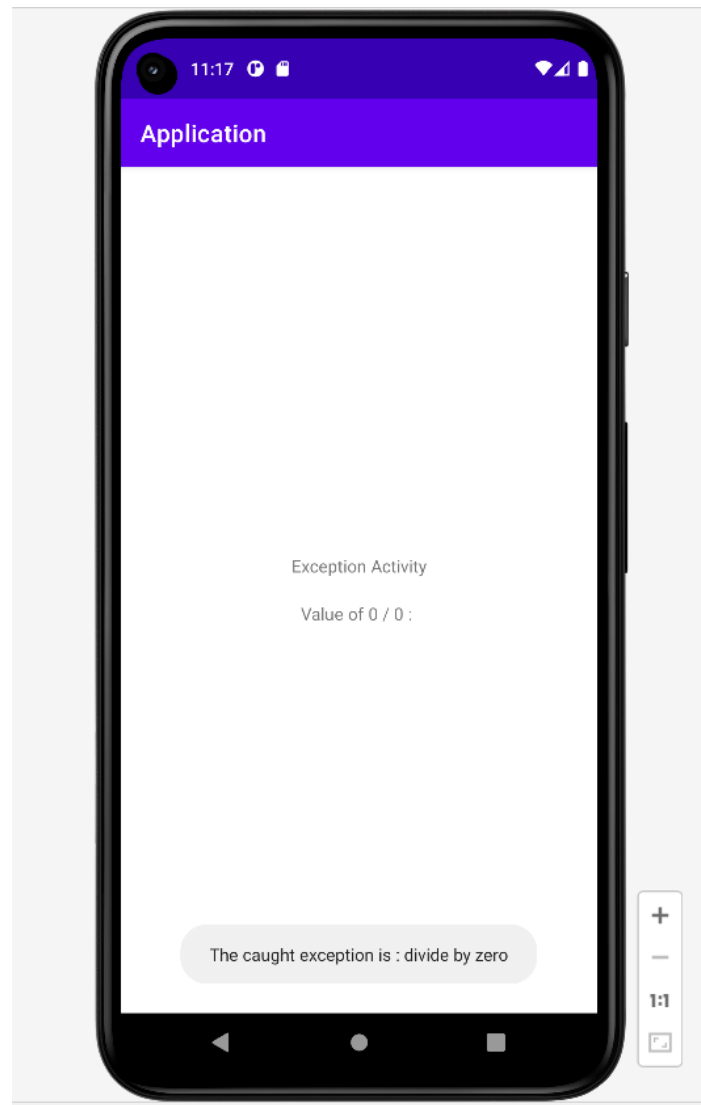 11:17
Application
Exception Activity
Value of 0 / 0 :
The caught exception is : divide by zero
1:1